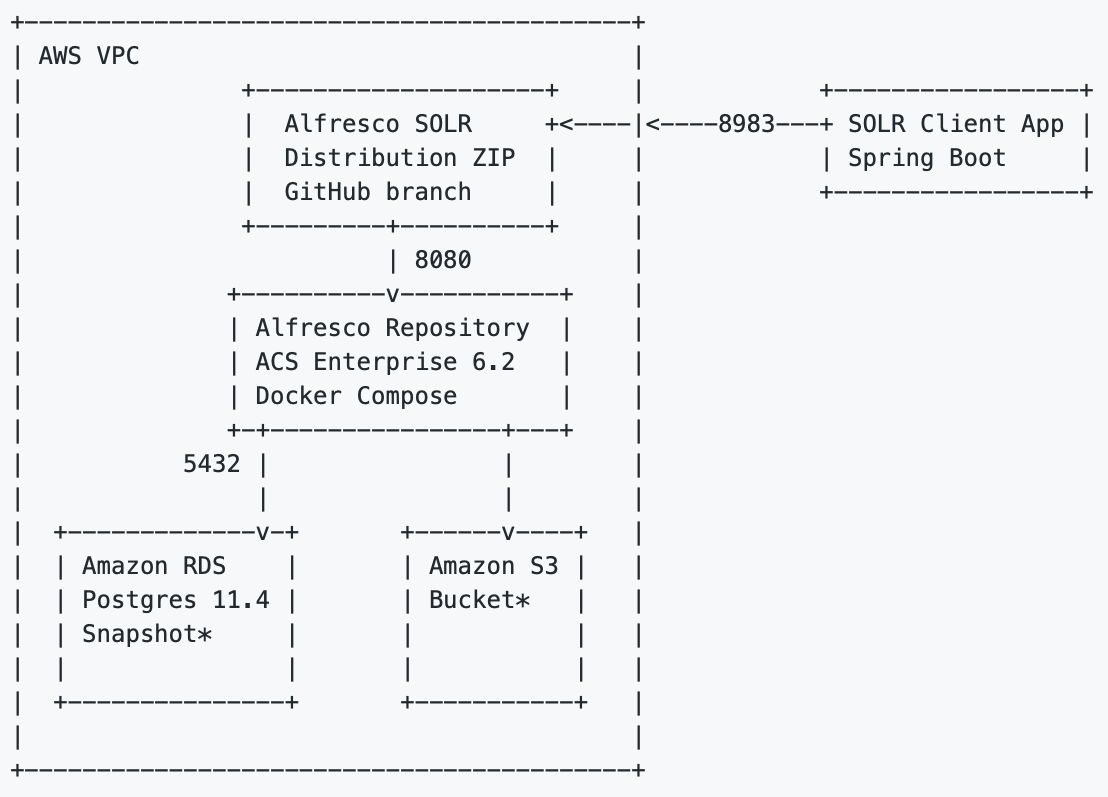 AWS VPC
Alfresco SOLR
Distribution ZIP
GitHub branch
8983
SOLR Client App
Spring Boot
8080
v
Alfresco Repository
ACS Enterprise 6.2
Docker Compose
5432
v
v
Amazon RDS
Postgres 11.4
Snapshot*
Amazon S3
Bucket*